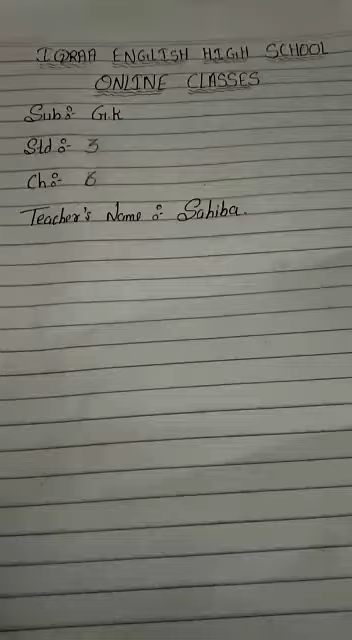 IQRAA ENGLISH HIGH SCHOOL
ONLINE CLASSES
Sub:- G.K
Std:- 3
Ch:- 6
Teacher's Name :- Sahiba.